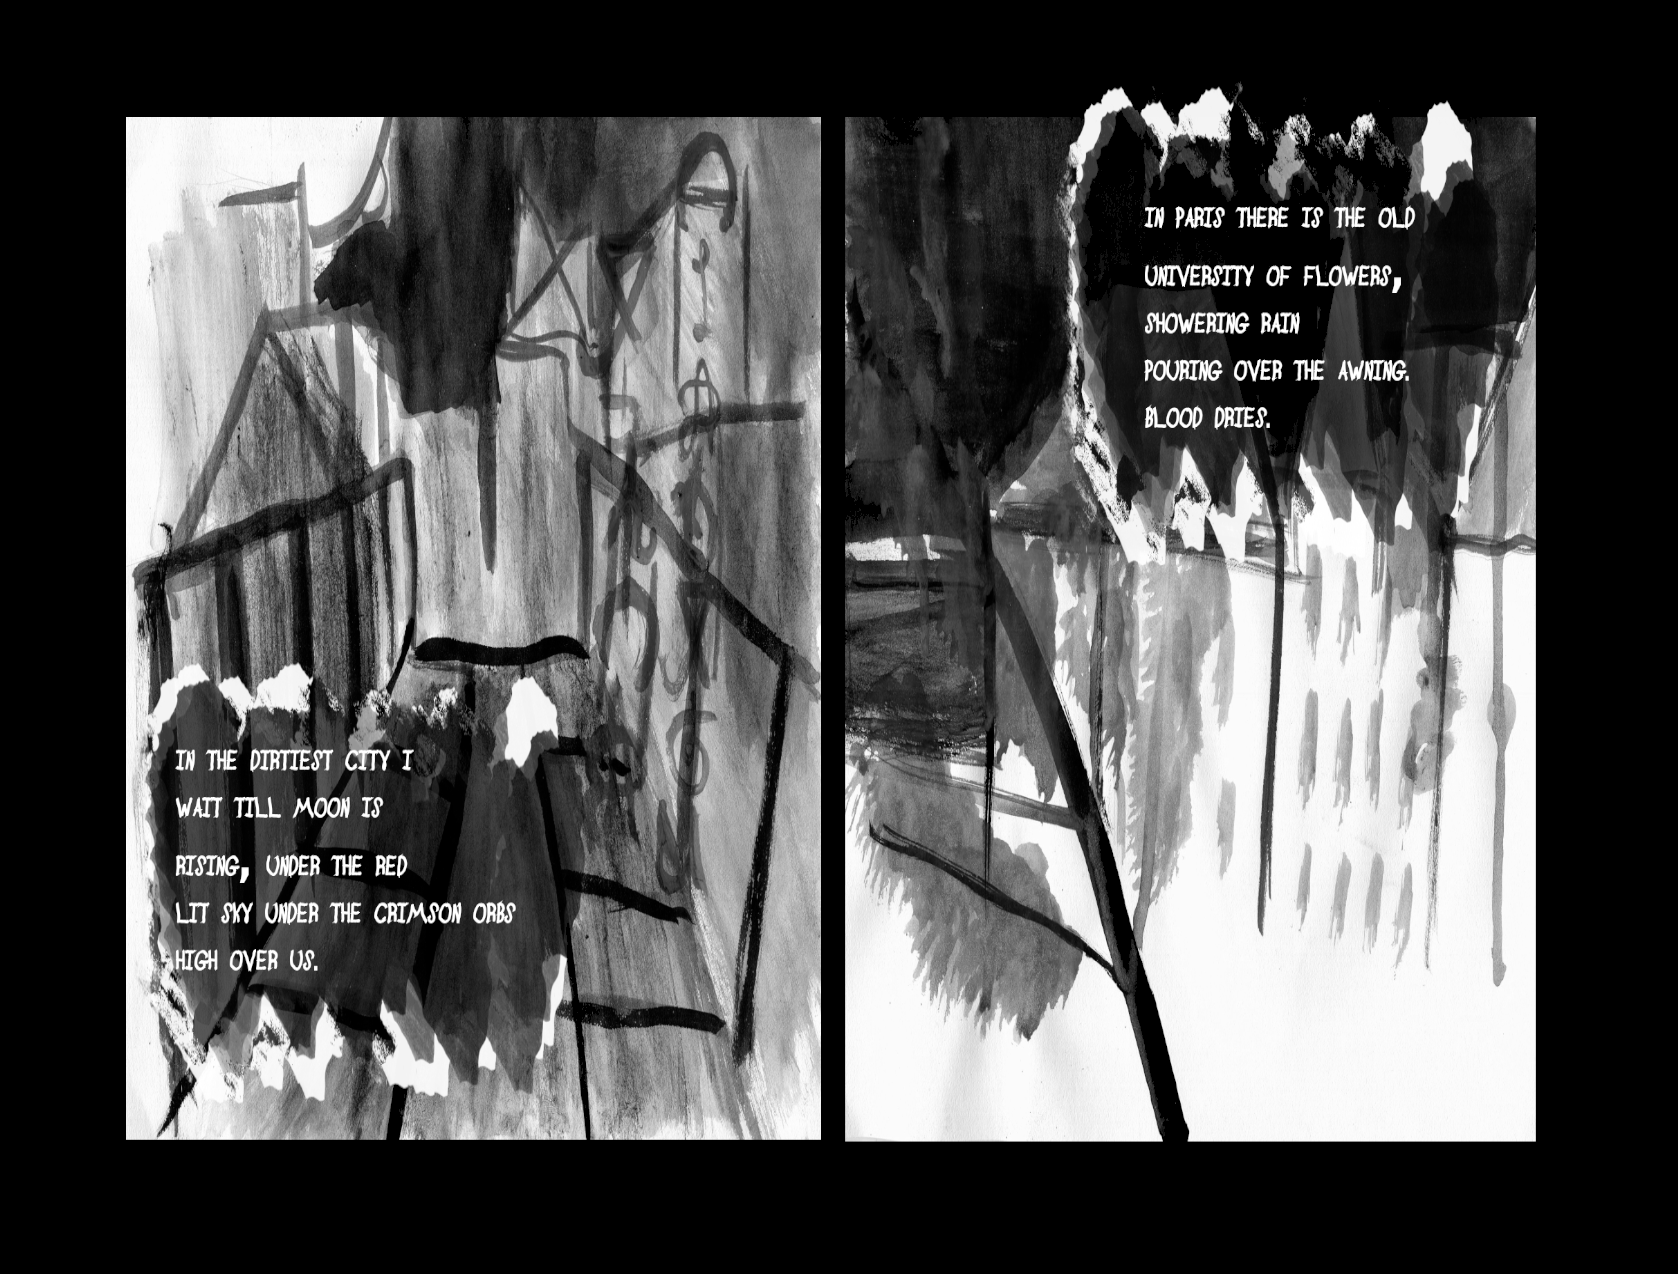 IN THE DIRTIEST CITY I
WAIT TILL MOON IS
RISING, UNDER THE RED
LIT SKY UNDER THE CRIMSON ORBS
HIGH OVER US.
IN PARIS THERE IS THE OLD
UNIVERSITY OF FLOWERS,
SHOWERING RAIN
POURING OVER THE AWNING.
BLOOD DRIES.